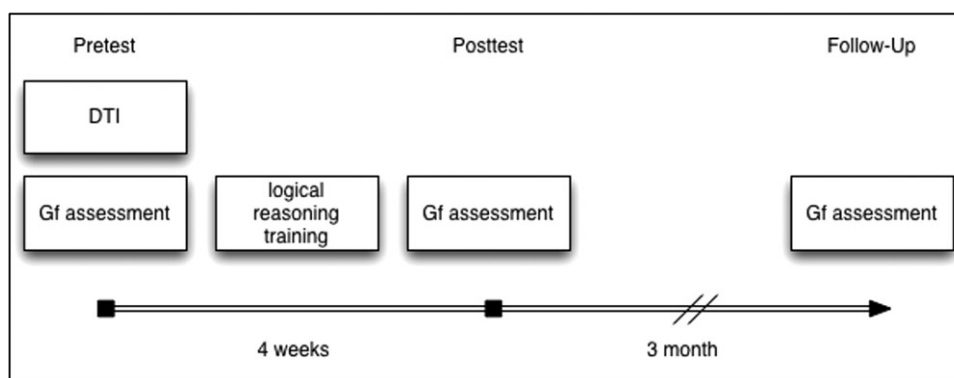 Pretest
Posttest
Follow-Up
DTI
Gf assessment
logical
reasoning
training
Gf assessment
Gf assessment
4 weeks
3 month